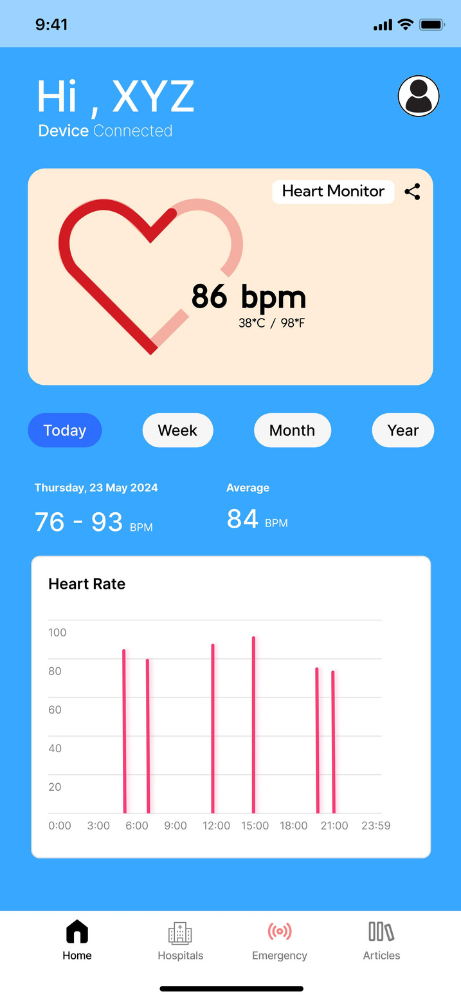 9:41
Hi , XYZ
Device Connected
Heart Monitor
86 bpm
38*C / 98*F
Today Week Month Year
Thursday, 23 May 2024 Average
76 - 93 BPM 84 BPM
Heart Rate
100
80
60
40
20
0:00 3:00 6:00 9:00 12:00 15:00 18:00 21:00 23:59
Home Hospitals Emergency Articles